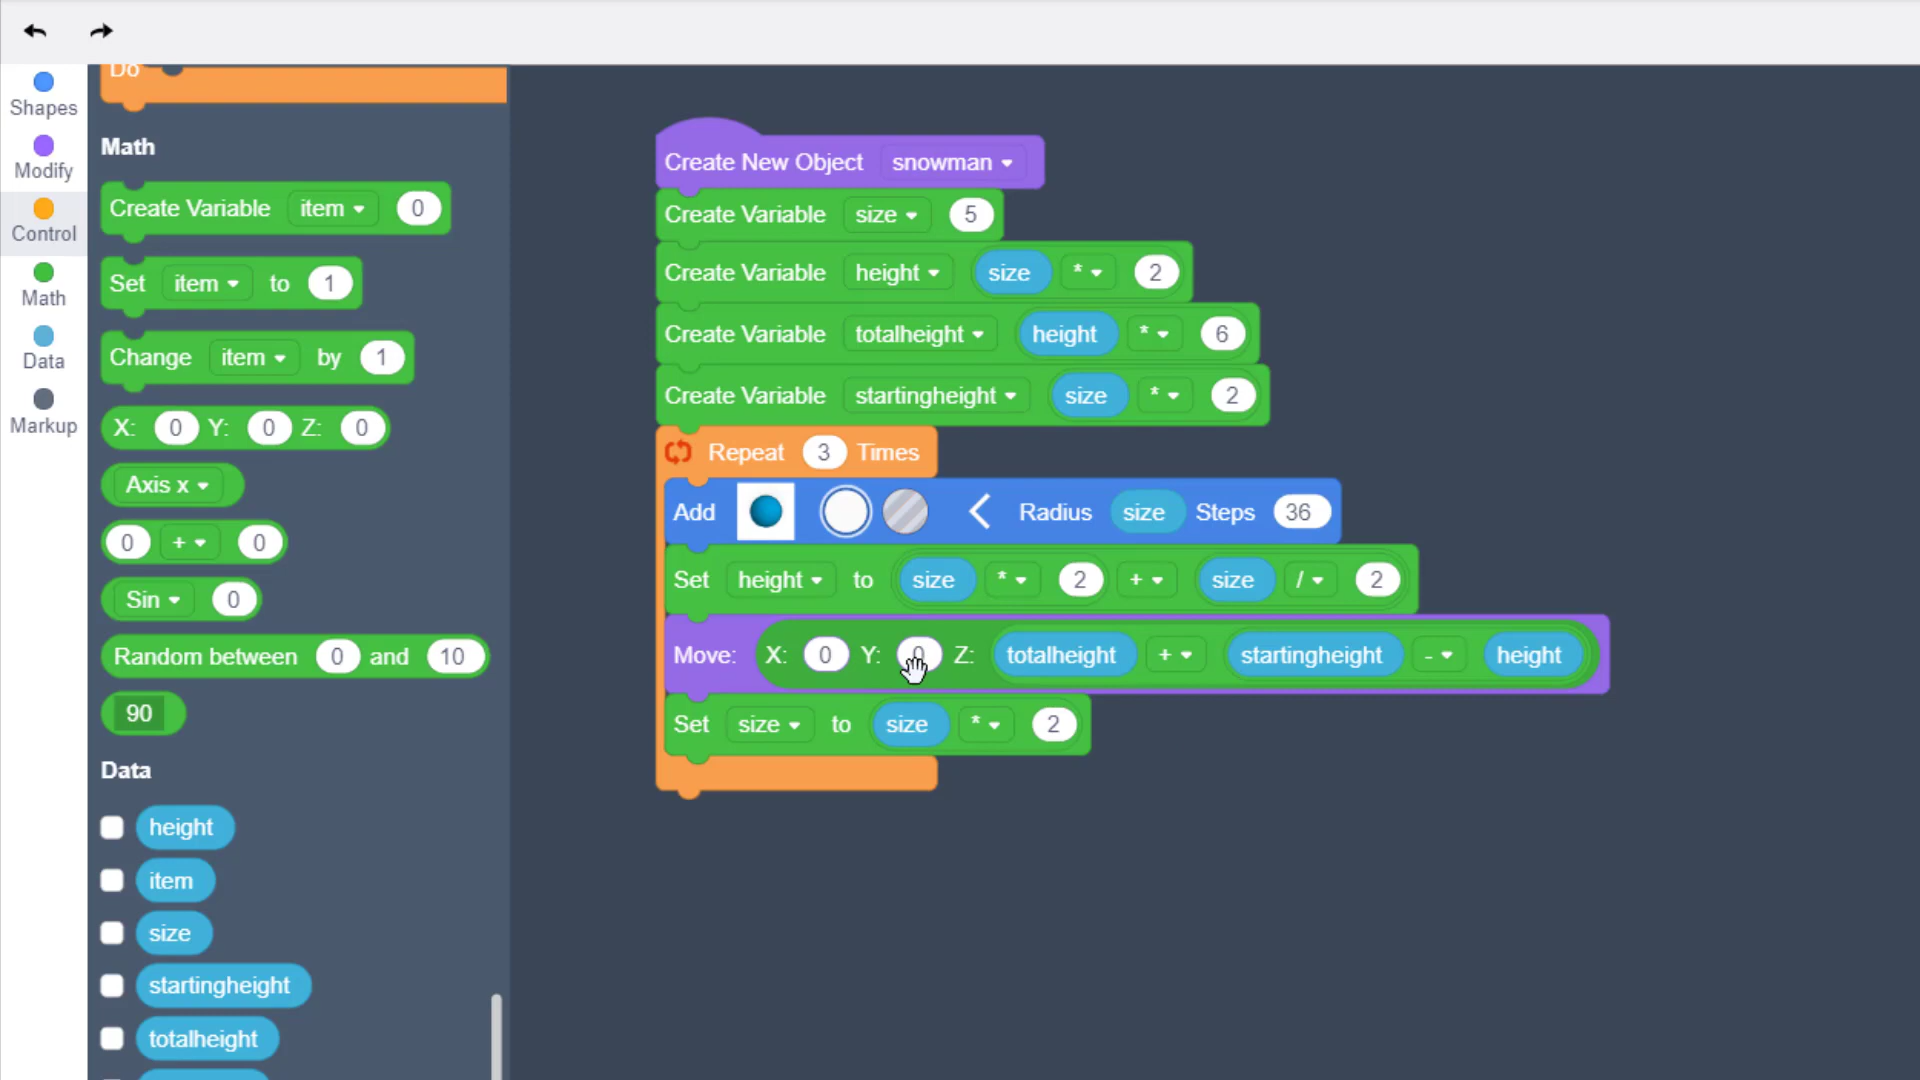 Shapes
Modify
Control
Math
Data
Markup
Do
Math
Create Variable item 0
Set item to 1
Change item by 1
X: 0 Y: 0 Z: 0
Axis x
0 + 0
Sin 0
Random between 0 and 10
90
Data
height
item
size
startingheight
totalheight
Create New Object snowman
Create Variable size 5
Create Variable height size * 2
Create Variable totalheight height * 6
Create Variable startingheight size * 2
Repeat 3 Times
Add Radius size Steps 36
Set height to size * 2 + size / 2
Move: X: 0 Y: 0 Z: totalheight + startingheight - height
Set size to size * 2